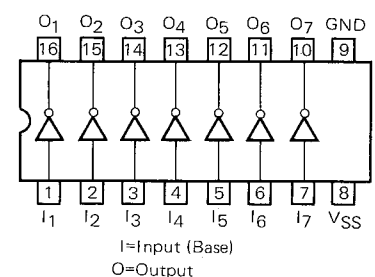 O1 O2 O3 O4 O5 O6 O7 GND
16 15 14 13 12 11 10 9
1 2 3 4 5 6 7 8
I1 I2 I3 I4 I5 I6 I7 VSS
I=Input (Base)
O=Output